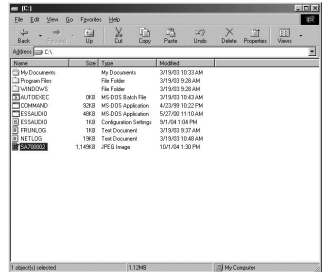 (C:)
File Edit View Go Favorites Help
Back Forward Up Cut Copy Paste Undo Delete Properties Views
Address C:\
Name Size Type Modified
My Documents My Documents 3/19/03 10:33 AM
Program Files File Folder 3/19/03 9:28 AM
WINDOWS File Folder 3/19/03 9:28 AM
AUTOEXEC 0KB MS-DOS Batch File 3/19/03 10:43 AM
COMMAND 92KB MS-DOS Application 4/23/99 10:22 PM
ESSAUDIO 48KB MS-DOS Application 5/27/00 11:10 AM
ESSAUDIO 1KB Configuration Settings 9/1/04 1:04 PM
FRUNLOG 1KB Text Document 3/19/03 9:37 AM
NETLOG 19KB Text Document 3/19/03 10:48 AM
SA700002 1,149KB JPEG Image 10/1/04 1:30 PM
1 object(s) selected 1.12MB My Computer